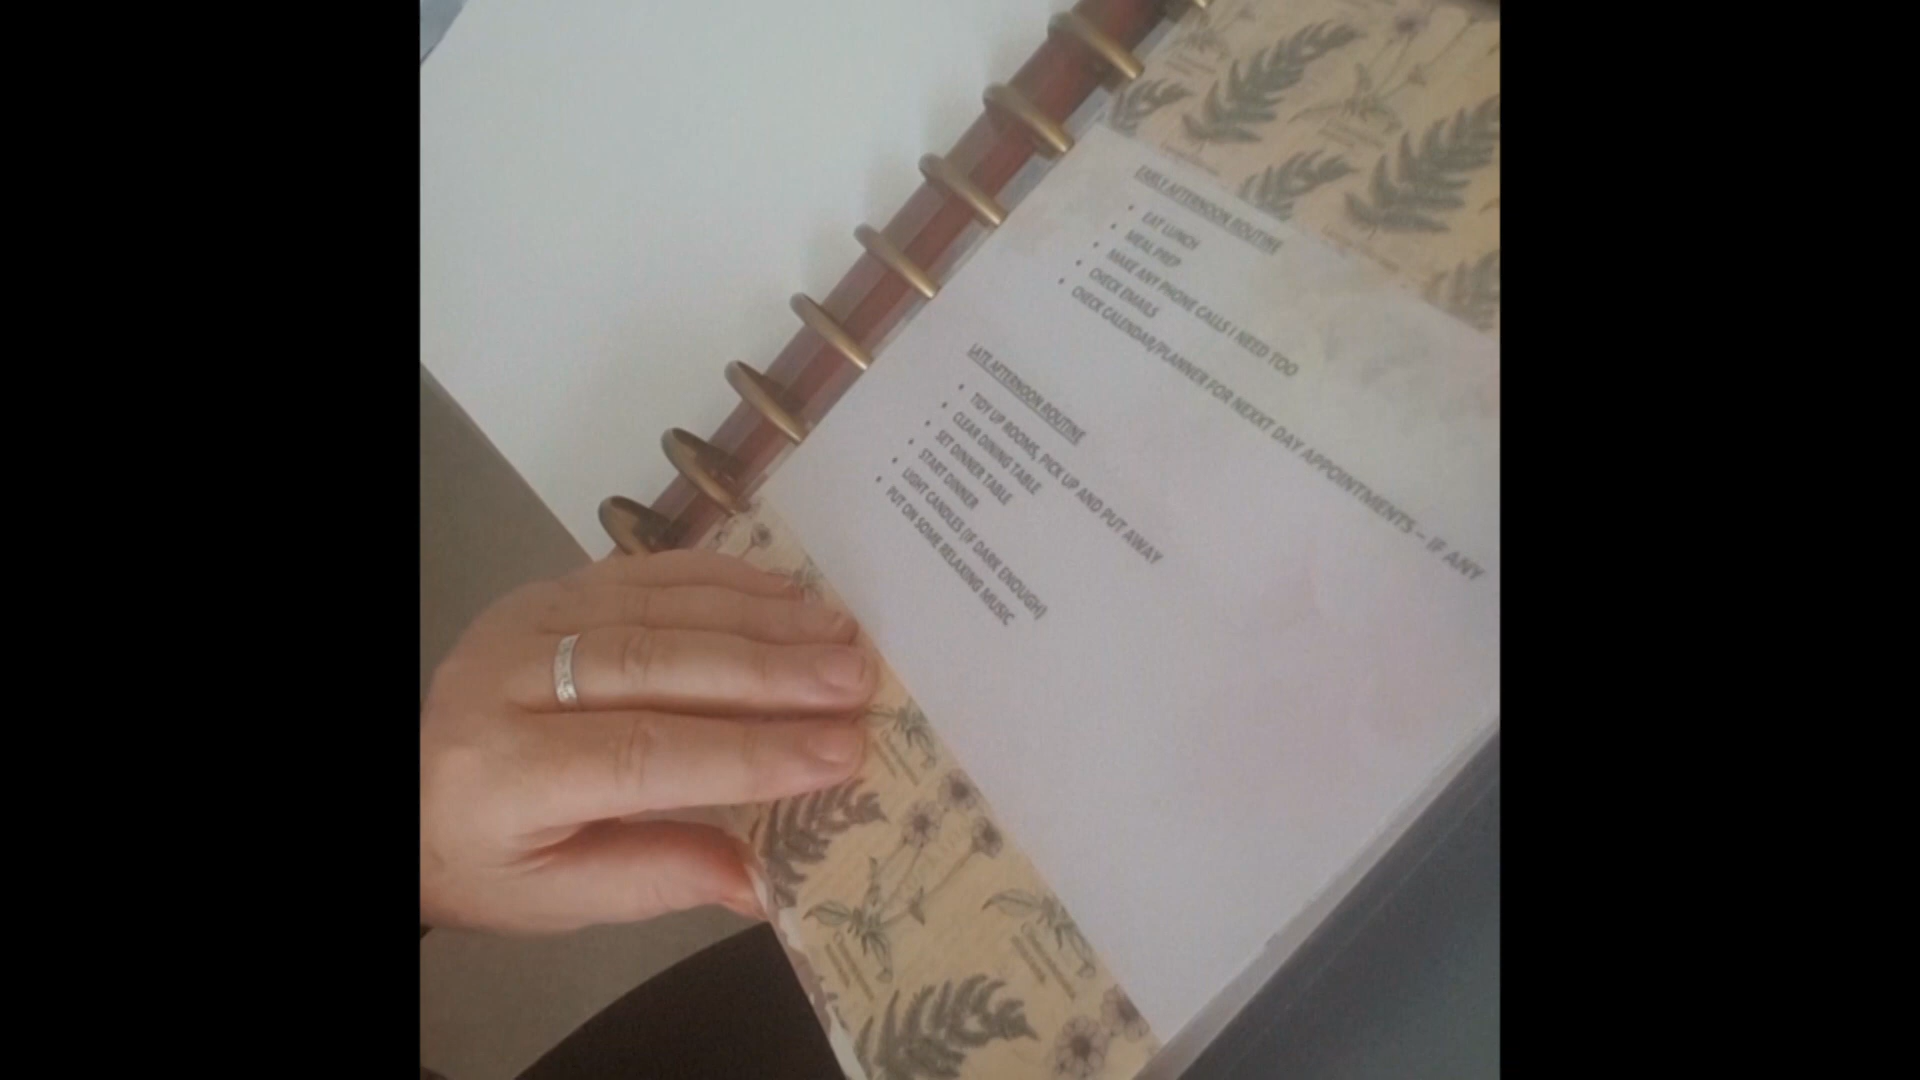 EARLY AFTERNOON ROUTINE
• EAT LUNCH
• MEAL PREP
• MAKE ANY PHONE CALLS I NEED TOO
• CHECK EMAILS
• CHECK CALENDAR/PLANNER FOR NEXXT DAY APPOINTMENTS – IF ANY
LATE AFTERNOON ROUTINE
• TIDY UP ROOMS, PICK UP AND PUT AWAY
• CLEAR DINING TABLE
• SET DINNER TABLE
• START DINNER
• LIGHT CANDLES (IF DARK ENOUGH)
• PUT ON SOME RELAXING MUSIC